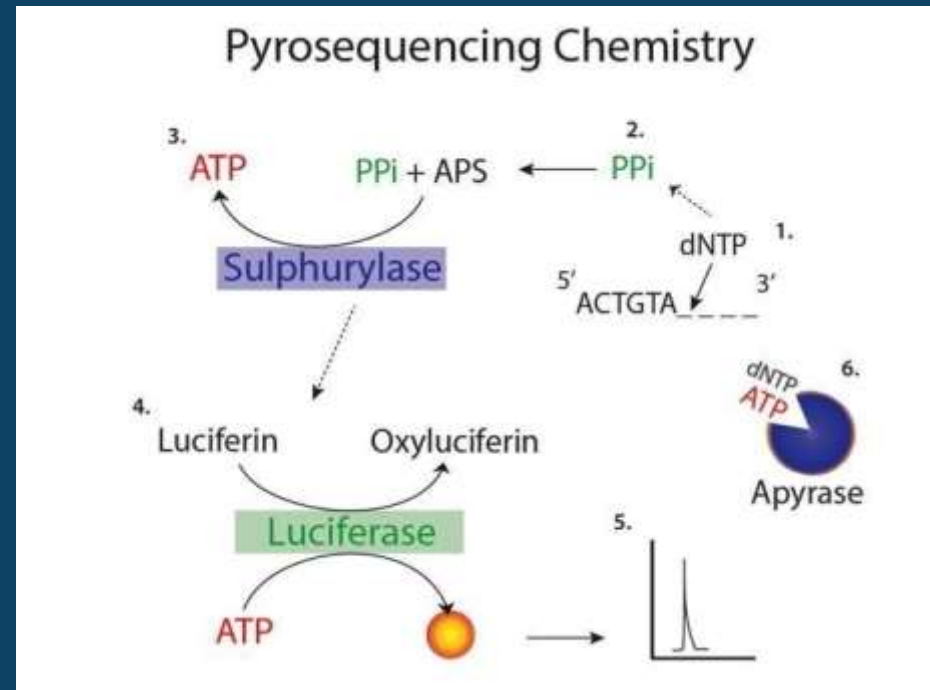 Pyrosequencing Chemistry
3.
ATP
PPi + APS
2.
PPi
dNTP
1.
Sulphurylase
5'
ACTGTA_ _ _ _
3'
4.
Luciferin
Oxyluciferin
Luciferase
ATP
5.
6.
dNTP
ATP
Apyrase